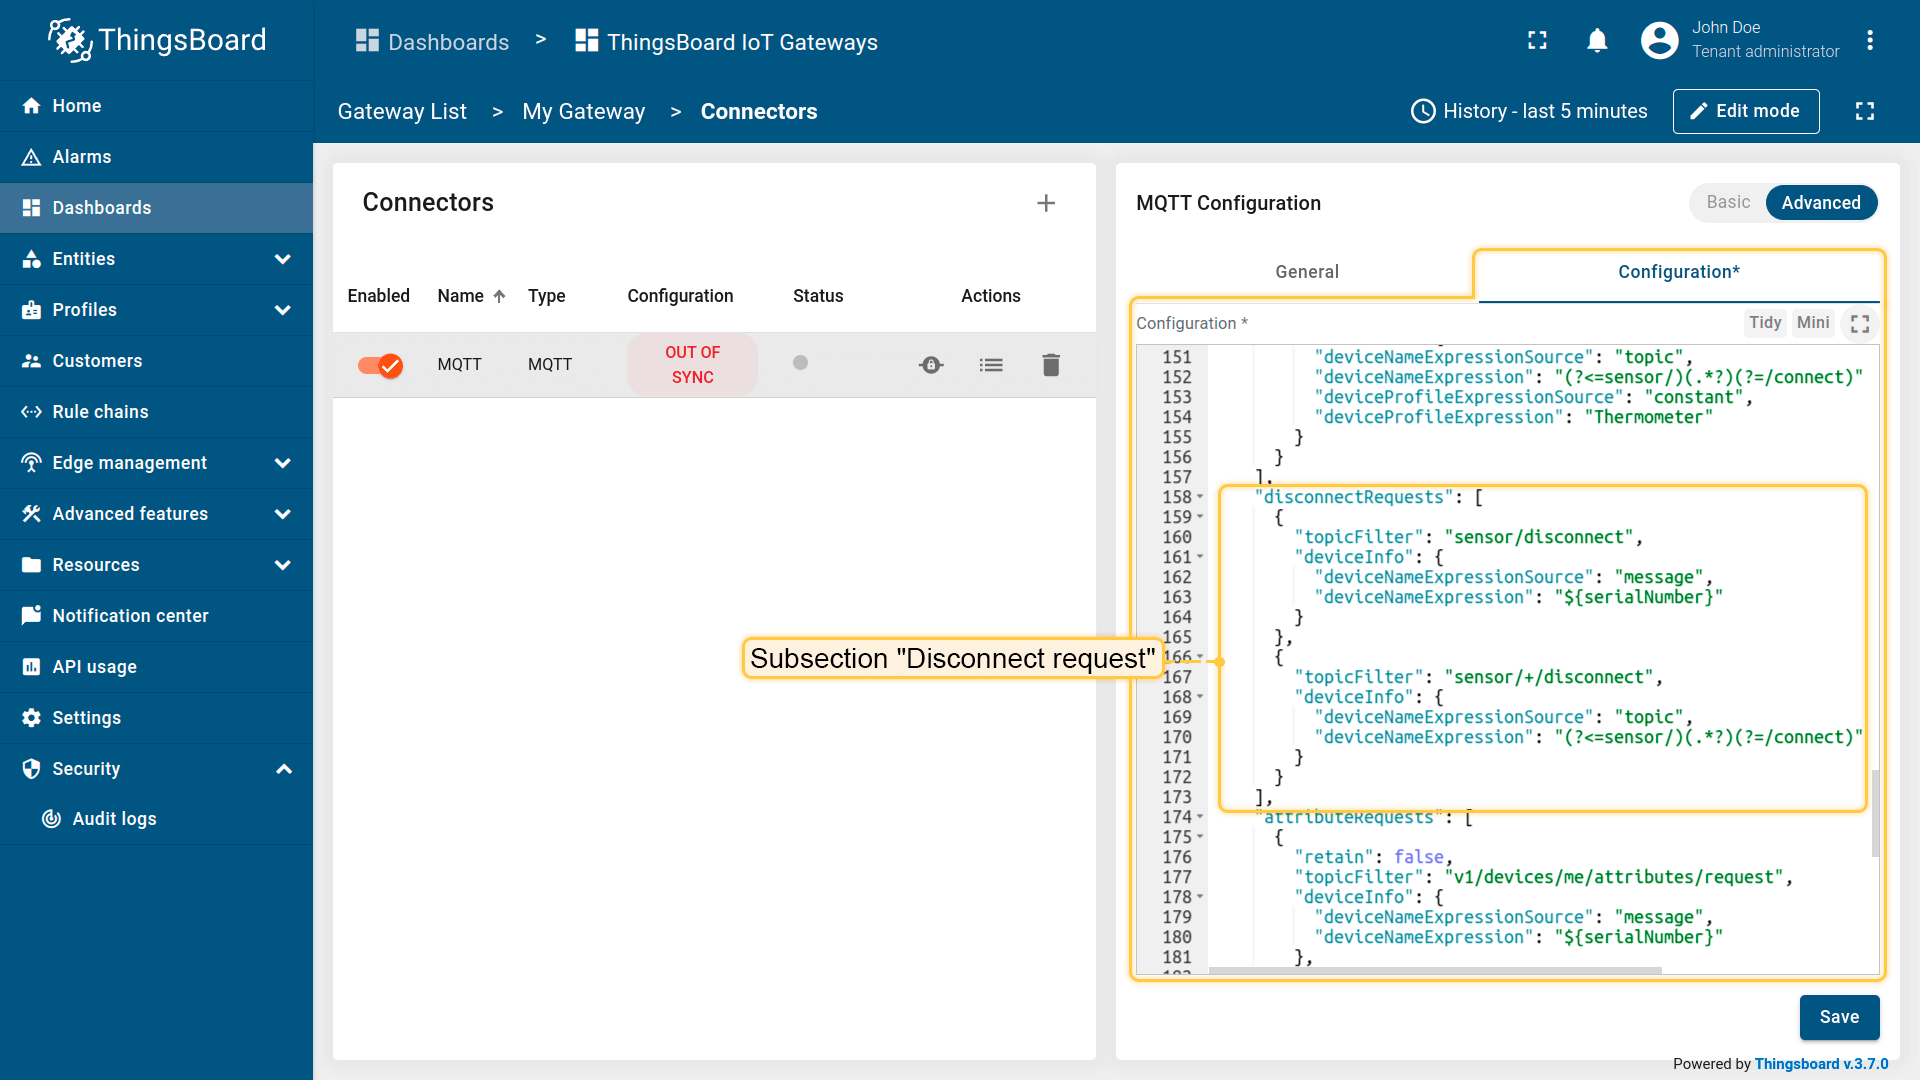 ThingsBoard
Dashboards > ThingsBoard IoT Gateways
John Doe
Tenant administrator
Gateway List > My Gateway > Connectors
History - last 5 minutes
Edit mode
Home
Alarms
Dashboards
Entities
Profiles
Customers
Rule chains
Edge management
Advanced features
Resources
Notification center
API usage
Settings
Security
Audit logs
Connectors
Enabled Name Type Configuration Status Actions
MQTT MQTT OUT OF
SYNC
MQTT Configuration
Basic Advanced
General Configuration*
Configuration * Tidy Mini
151 "deviceNameExpressionSource": "topic",
152 "deviceNameExpression": "(?<=sensor/)(.*?)(?=/connect)"
153 "deviceProfileExpressionSource": "constant",
154 "deviceProfileExpression": "Thermometer"
155 }
156 }
157 ],
158 "disconnectRequests": [
159 {
160 "topicFilter": "sensor/disconnect",
161 "deviceInfo": {
162 "deviceNameExpressionSource": "message",
163 "deviceNameExpression": "${serialNumber}"
164 }
165 },
166 {
167 "topicFilter": "sensor/+/disconnect",
168 "deviceInfo": {
169 "deviceNameExpressionSource": "topic",
170 "deviceNameExpression": "(?<=sensor/)(.*?)(?=/connect)"
171 }
172 }
173 ],
174 "attributeRequests": [
175 {
176 "retain": false,
177 "topicFilter": "v1/devices/me/attributes/request",
178 "deviceInfo": {
179 "deviceNameExpressionSource": "message",
180 "deviceNameExpression": "${serialNumber}"
181 },
Subsection "Disconnect request"
Save
Powered by Thingsboard v.3.7.0